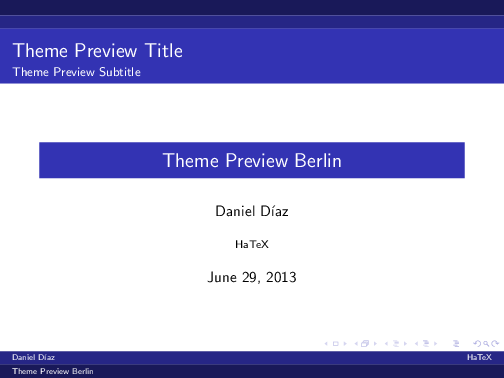 Theme Preview Title
Theme Preview Subtitle
Theme Preview Berlin
Daniel Díaz
HaTeX
June 29, 2013
Daniel Díaz HaTeX
Theme Preview Berlin